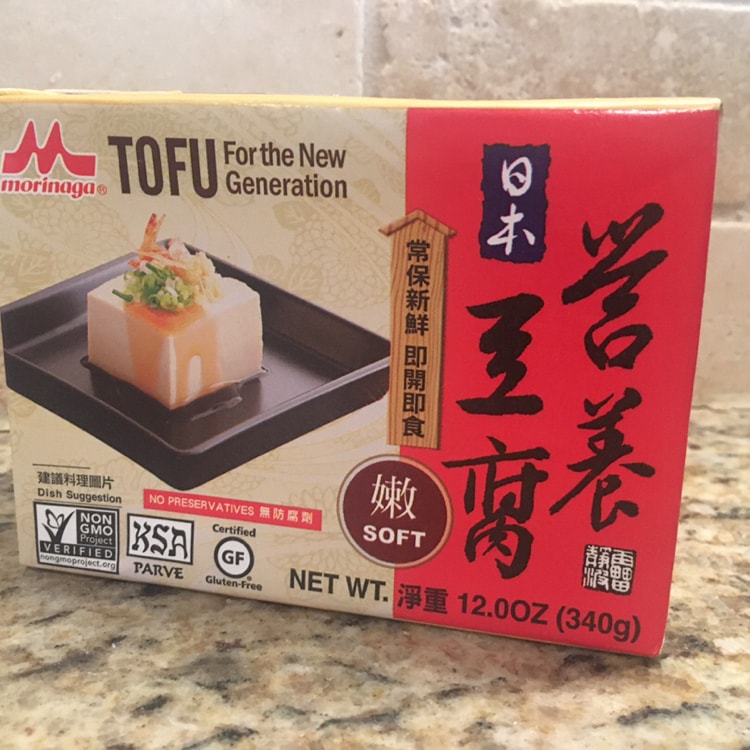 morinaga®
TOFU
For the New
Generation
日本
营養
豆腐
常保新鮮 即開即食
嫩
SOFT
建議料理圖片
Dish Suggestion
NO PRESERVATIVES 無防腐劑
NON
GMO
Project
VERIFIED
nongmoproject.org
KSA
PARVE
Certified
GF
Gluten-Free
NET WT. 淨重 12.0OZ (340g)